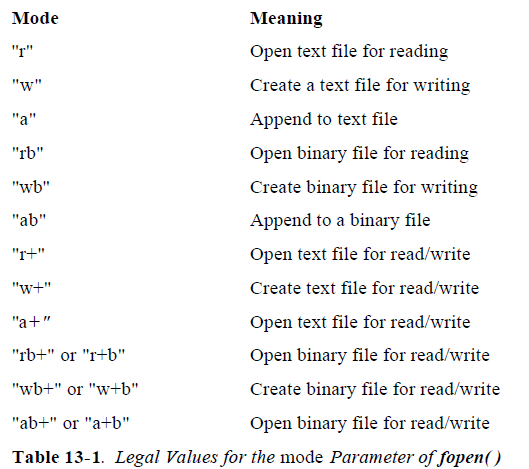 Mode Meaning
"r" Open text file for reading
"w" Create a text file for writing
"a" Append to text file
"rb" Open binary file for reading
"wb" Create binary file for writing
"ab" Append to a binary file
"r+" Open text file for read/write
"w+" Create text file for read/write
"a+" Open text file for read/write
"rb+" or "r+b" Open binary file for read/write
"wb+" or "w+b" Create binary file for read/write
"ab+" or "a+b" Open binary file for read/write
Table 13-1. Legal Values for the mode Parameter of fopen( )